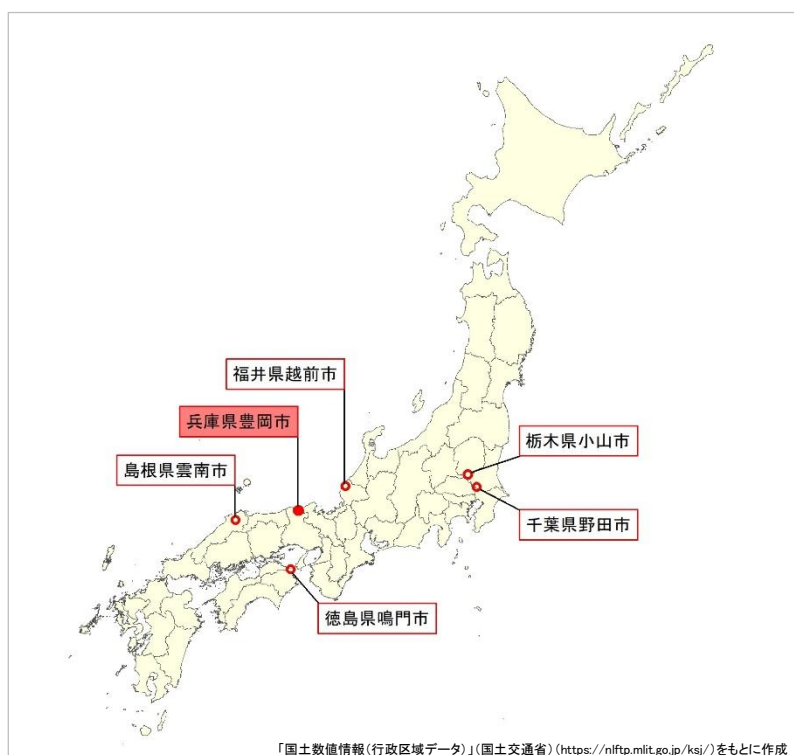 福井県越前市
兵庫県豊岡市
島根県雲南市
栃木県小山市
千葉県野田市
徳島県鳴門市
「国土数値情報(行政区域データ)」(国土交通省)(https://nlftp.mlit.go.jp/ksj/)をもとに作成